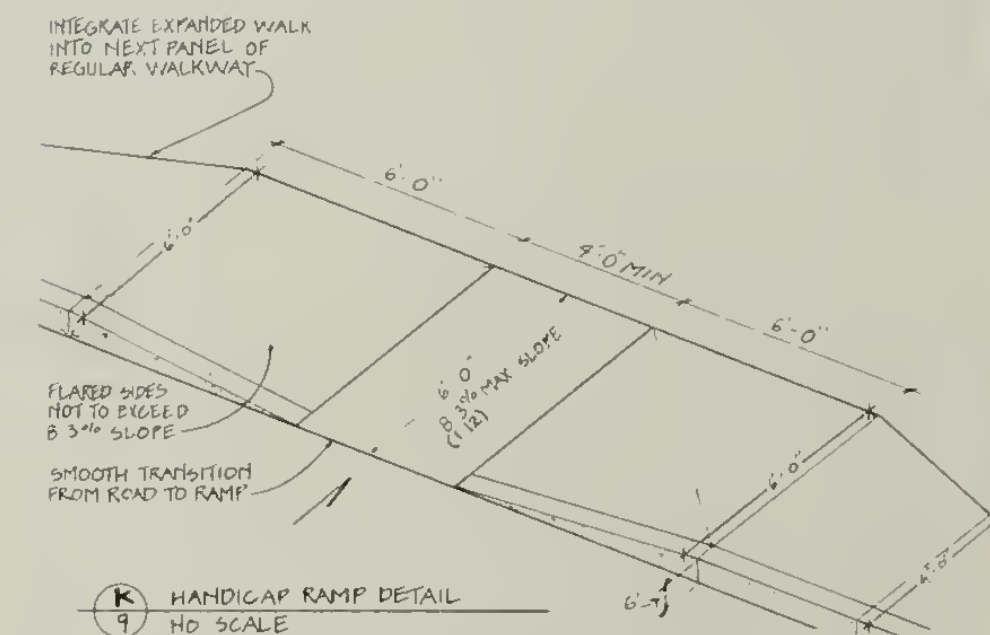 INTEGRATE EXPANDED WALK
INTO NEXT PANEL OF
REGULAR WALKWAY
6'-0"
4'-0" MIN
6'-0"
6'-0"
6'-0"
8 3% MAX SLOPE
(1 12)
FLARED SIDES
NOT TO EXCEED
8 3% SLOPE
SMOOTH TRANSITION
FROM ROAD TO RAMP
6'-0"
K HANDICAP RAMP DETAIL
9 NO SCALE